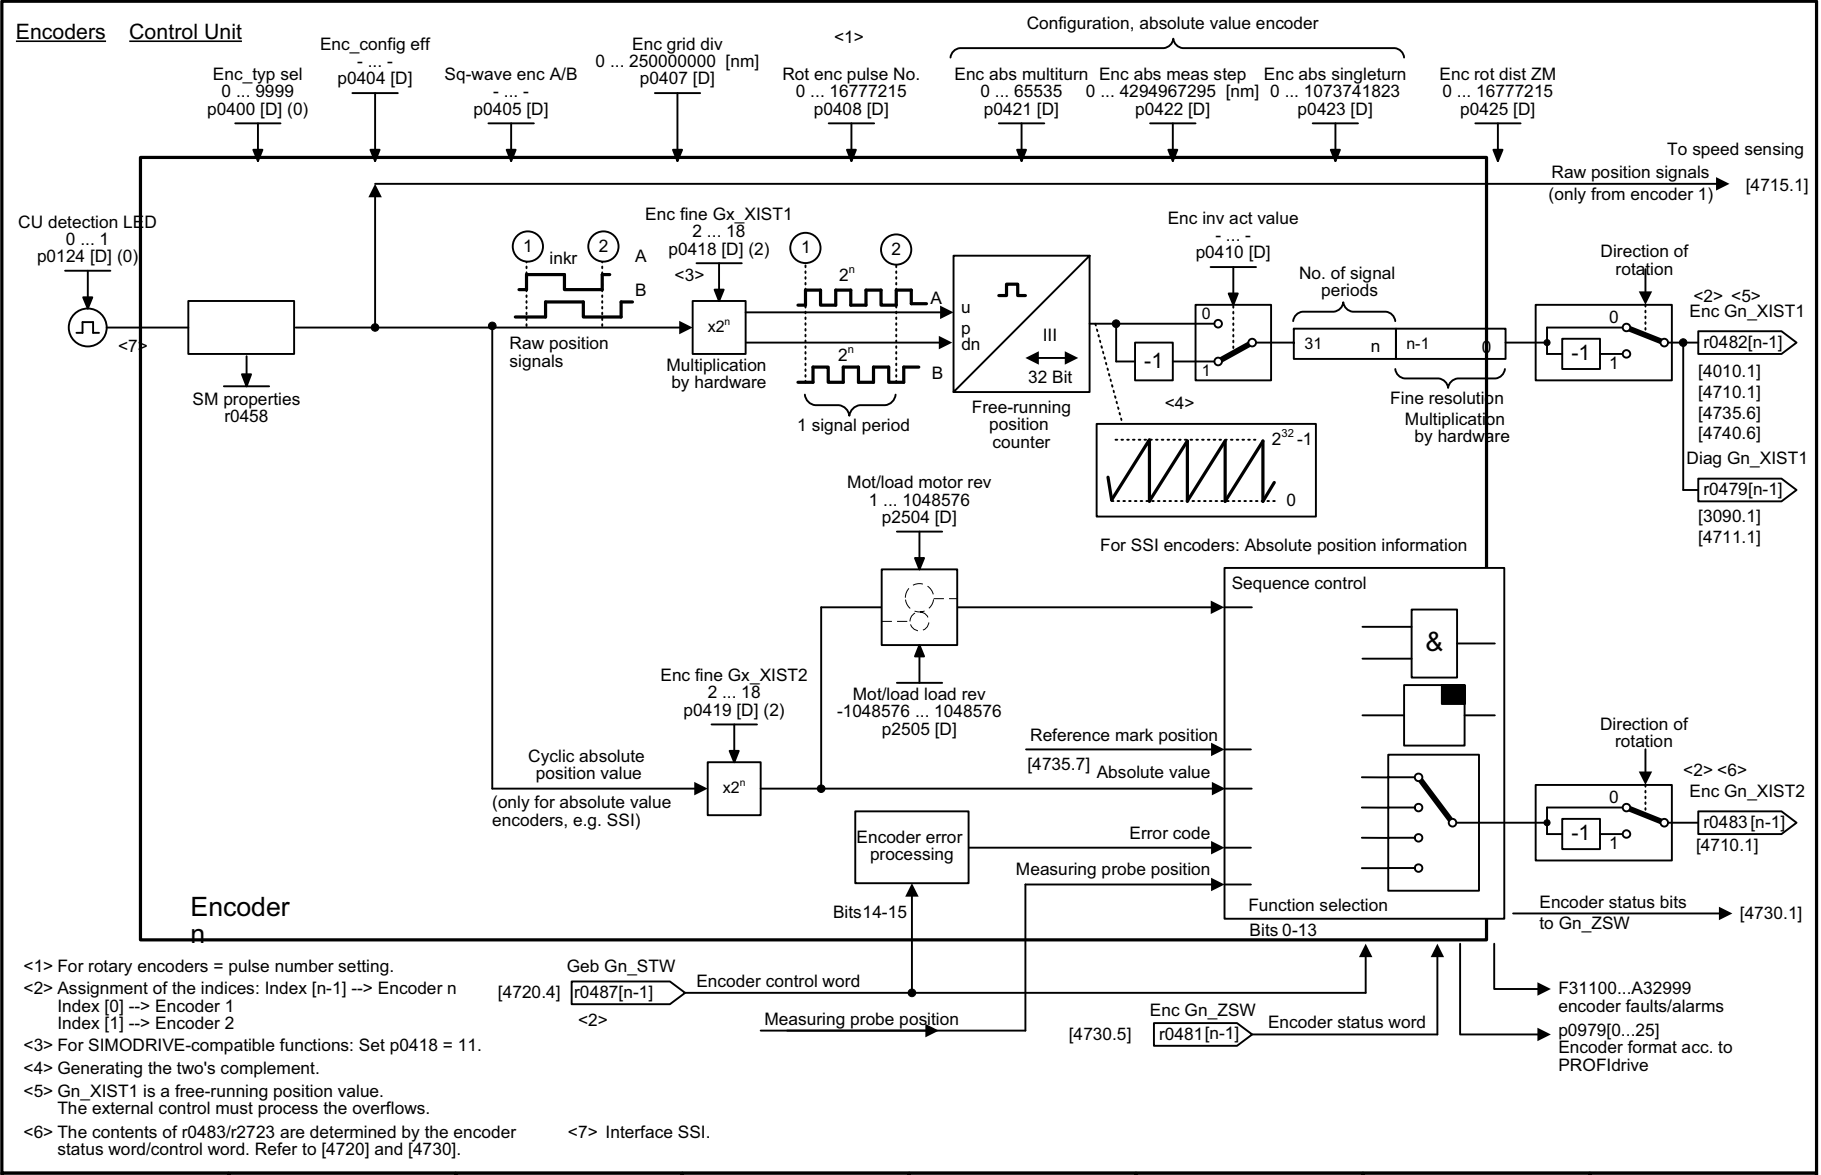 Encoders Control Unit
Configuration, absolute value encoder
Enc_typ sel
0 ... 9999
p0400 [D] (0)
Enc_config eff
- ... -
p0404 [D]
Sq-wave enc A/B
- ... -
p0405 [D]
Enc grid div
0 ... 250000000 [nm]
p0407 [D]
<1>
Rot enc pulse No.
0 ... 16777215
p0408 [D]
Enc abs multiturn
0 ... 65535
p0421 [D]
Enc abs meas step
0 ... 4294967295 [nm]
p0422 [D]
Enc abs singleturn
0 ... 1073741823
p0423 [D]
Enc rot dist ZM
0 ... 16777215
p0425 [D]
To speed sensing
Raw position signals
(only from encoder 1)
[4715.1]
CU detection LED
0 ... 1
p0124 [D] (0)
<7>
SM properties
r0458
1
inkr
2
A
B
Raw position
signals
Enc fine Gx_XIST1
2 ... 18
p0418 [D] (2)
<3>
x2ⁿ
Multiplication
by hardware
1
2
2ⁿ
A
2ⁿ
B
1 signal period
u
p
dn
III
32 Bit
Free-running
position
counter
Enc inv act value
- ... -
p0410 [D]
0
-1
1
<4>
2³²-1
0
No. of signal
periods
31
n
n-1
0
Fine resolution
Multiplication
by hardware
Direction of
rotation
0
-1
1
<2> <5>
Enc Gn_XIST1
r0482[n-1]
[4010.1]
[4710.1]
[4735.6]
[4740.6]
Diag Gn_XIST1
r0479[n-1]
[3090.1]
[4711.1]
Mot/load motor rev
1 ... 1048576
p2504 [D]
Mot/load load rev
-1048576 ... 1048576
p2505 [D]
For SSI encoders: Absolute position information
Sequence control
&
Enc fine Gx_XIST2
2 ... 18
p0419 [D] (2)
x2ⁿ
Cyclic absolute
position value
(only for absolute value
encoders, e.g. SSI)
Reference mark position
[4735.7]
Absolute value
Encoder error
processing
Error code
Measuring probe position
Bits14-15
Function selection
Bits 0-13
Direction of
rotation
0
-1
1
<2> <6>
Enc Gn_XIST2
r0483[n-1]
[4710.1]
Encoder status bits
to Gn_ZSW
[4730.1]
Encoder
n
<1> For rotary encoders = pulse number setting.
<2> Assignment of the indices: Index [n-1] --> Encoder n
Index [0] --> Encoder 1
Index [1] --> Encoder 2
<3> For SIMODRIVE-compatible functions: Set p0418 = 11.
<4> Generating the two's complement.
<5> Gn_XIST1 is a free-running position value.
The external control must process the overflows.
<6> The contents of r0483/r2723 are determined by the encoder
status word/control word. Refer to [4720] and [4730].
<7> Interface SSI.
Geb Gn_STW
[4720.4]
r0487[n-1]
<2>
Encoder control word
Measuring probe position
Enc Gn_ZSW
[4730.5]
r0481[n-1]
Encoder status word
F31100...A32999
encoder faults/alarms
p0979[0...25]
Encoder format acc. to
PROFIdrive